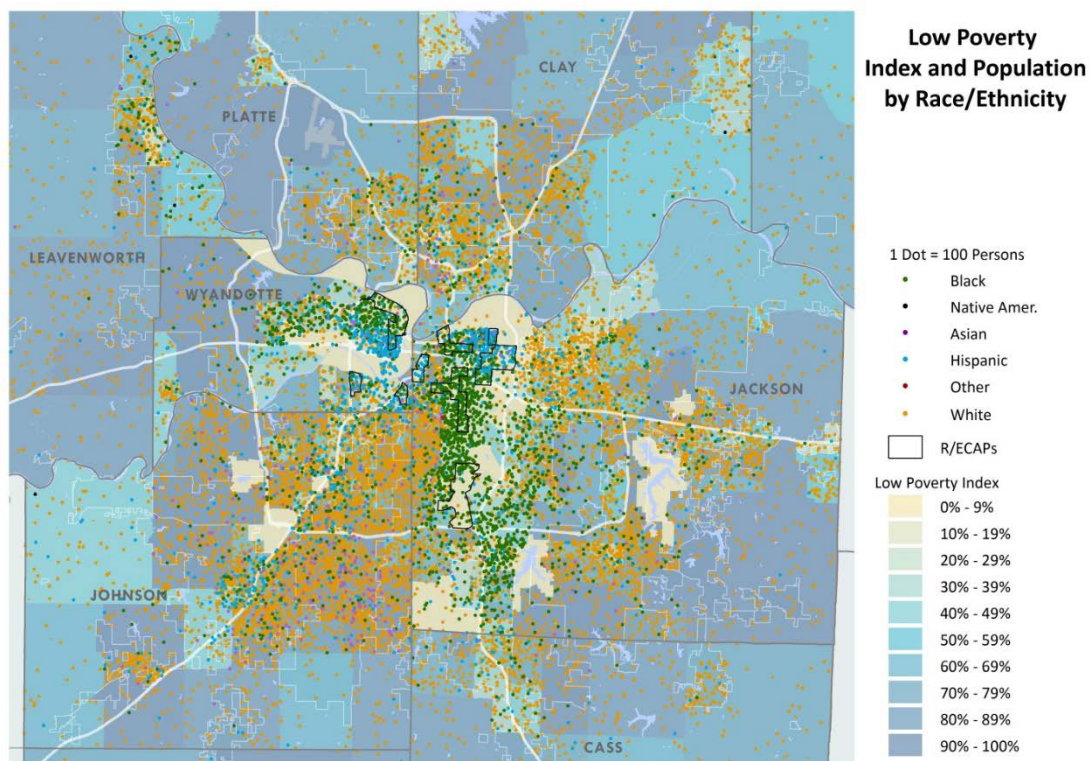 Low Poverty
Index and Population
by Race/Ethnicity
CLAY
PLATTE
LEAVENWORTH
WYANDOTTE
JACKSON
JOHNSON
CASS
1 Dot = 100 Persons
Black
Native Amer.
Asian
Hispanic
Other
White
R/ECAPs
Low Poverty Index
0% - 9%
10% - 19%
20% - 29%
30% - 39%
40% - 49%
50% - 59%
60% - 69%
70% - 79%
80% - 89%
90% - 100%